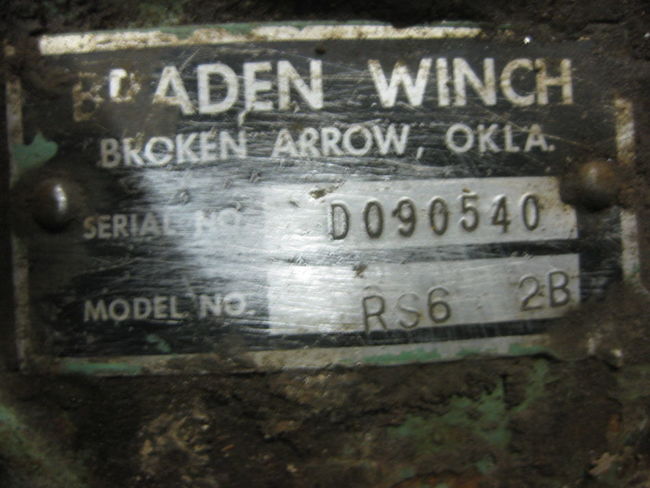 BRADEN WINCH
BROKEN ARROW, OKLA.
SERIAL NO. D090540
MODEL NO. RS6 2B